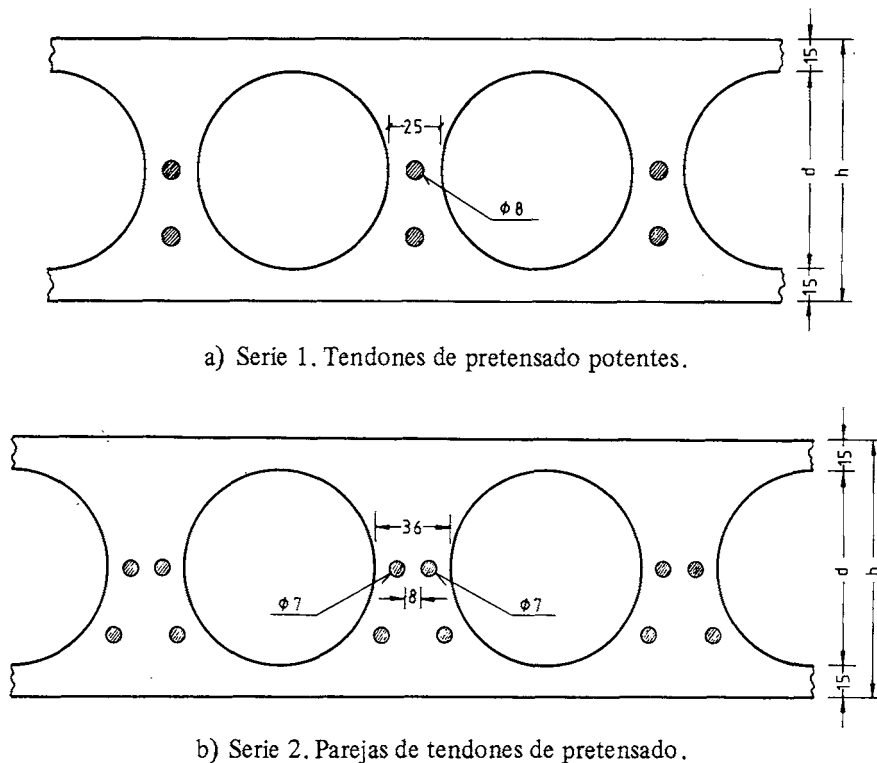 15
25
d
h
ϕ 8
15
a) Serie 1. Tendones de pretensado potentes.
15
36
d
h
ϕ 7
8
ϕ 7
15
b) Serie 2. Parejas de tendones de pretensado.